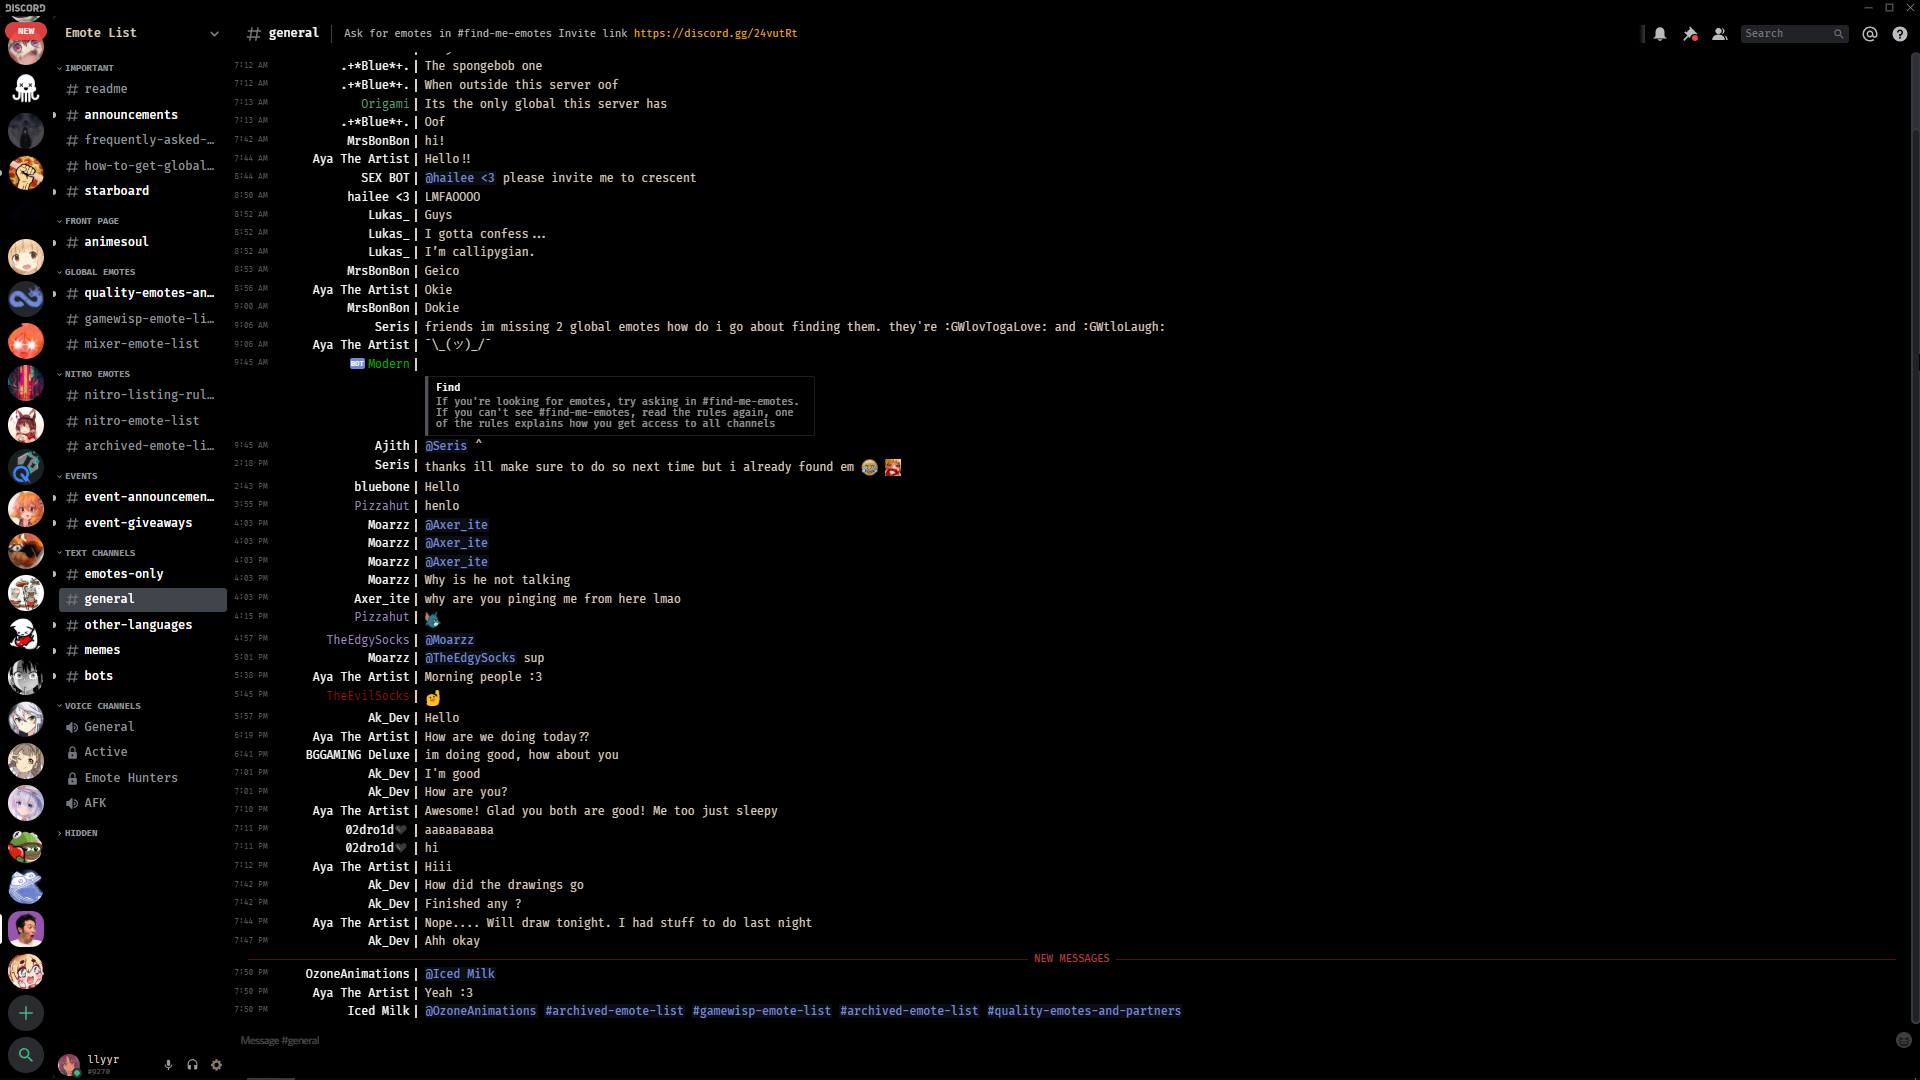 DISCORD
NEW
Emote List
IMPORTANT
# readme
# announcements
# frequently-asked-...
# how-to-get-global...
# starboard
FRONT PAGE
# animesoul
GLOBAL EMOTES
# quality-emotes-an...
# gamewisp-emote-li...
# mixer-emote-list
NITRO EMOTES
# nitro-listing-rul...
# nitro-emote-list
# archived-emote-li...
EVENTS
# event-announcemen...
# event-giveaways
TEXT CHANNELS
# emotes-only
# general
# other-languages
# memes
# bots
VOICE CHANNELS
General
Active
Emote Hunters
AFK
HIDDEN
llyyr
#9270
# general | Ask for emotes in #find-me-emotes Invite link https://discord.gg/24vutRt
Search
7:12 AM .+*Blue*+. | The spongebob one
7:12 AM .+*Blue*+. | When outside this server oof
7:13 AM Origami | Its the only global this server has
7:13 AM .+*Blue*+. | Oof
7:42 AM MrsBonBon | hi!
7:44 AM Aya The Artist | Hello!!
8:44 AM SEX BOT | @hailee <3 please invite me to crescent
8:50 AM hailee <3 | LMFAOOOO
8:52 AM Lukas_ | Guys
8:52 AM Lukas_ | I gotta confess...
8:52 AM Lukas_ | I'm callipygian.
8:53 AM MrsBonBon | Geico
8:56 AM Aya The Artist | Okie
9:00 AM MrsBonBon | Dokie
9:06 AM Seris | friends im missing 2 global emotes how do i go about finding them. they're :GWlovTogaLove: and :GWtloLaugh:
9:06 AM Aya The Artist | ¯\_(ツ)_/¯
9:45 AM BOT Modern |
Find
If you're looking for emotes, try asking in #find-me-emotes.
If you can't see #find-me-emotes, read the rules again, one
of the rules explains how you get access to all channels
9:45 AM Ajith | @Seris ^
2:18 PM Seris | thanks ill make sure to do so next time but i already found em
2:43 PM bluebone | Hello
3:55 PM Pizzahut | henlo
4:03 PM Moarzz | @Axer_ite
4:03 PM Moarzz | @Axer_ite
4:03 PM Moarzz | @Axer_ite
4:03 PM Moarzz | Why is he not talking
4:03 PM Axer_ite | why are you pinging me from here lmao
4:15 PM Pizzahut |
4:57 PM TheEdgySocks | @Moarzz
5:01 PM Moarzz | @TheEdgySocks sup
5:38 PM Aya The Artist | Morning people :3
5:45 PM TheEvilSocks |
5:57 PM Ak_Dev | Hello
6:19 PM Aya The Artist | How are we doing today??
6:41 PM BGGAMING Deluxe | im doing good, how about you
7:01 PM Ak_Dev | I'm good
7:01 PM Ak_Dev | How are you?
7:10 PM Aya The Artist | Awesome! Glad you both are good! Me too just sleepy
7:11 PM 02dro1d🖤 | аавававава
7:11 PM 02dro1d🖤 | hi
7:12 PM Aya The Artist | Hiii
7:42 PM Ak_Dev | How did the drawings go
7:42 PM Ak_Dev | Finished any ?
7:44 PM Aya The Artist | Nope.... Will draw tonight. I had stuff to do last night
7:47 PM Ak_Dev | Ahh okay
NEW MESSAGES
7:50 PM OzoneAnimations | @Iced Milk
7:50 PM Aya The Artist | Yeah :3
7:50 PM Iced Milk | @OzoneAnimations #archived-emote-list #gamewisp-emote-list #archived-emote-list #quality-emotes-and-partners
Message #general